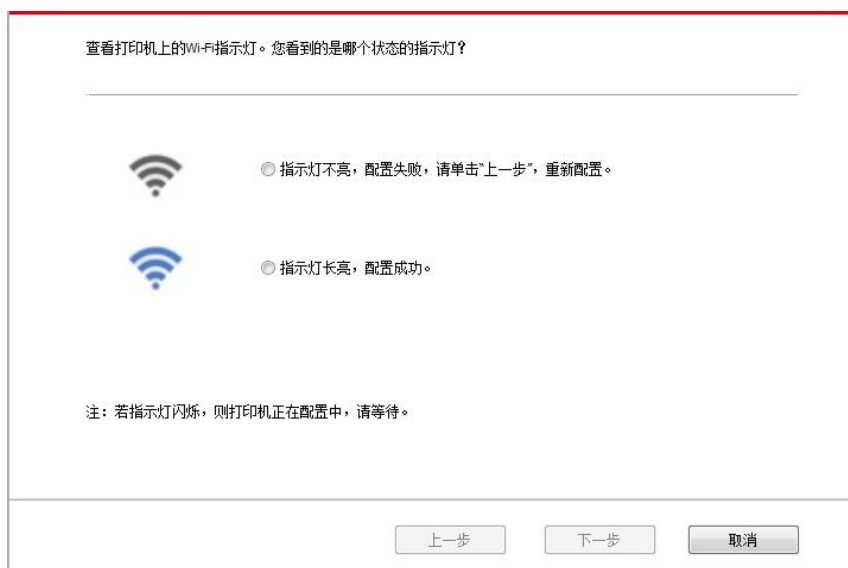 查看打印机上的Wi-Fi指示灯。您看到的是哪个状态的指示灯？
指示灯不亮，配置失败，请单击“上一步”，重新配置。
指示灯长亮，配置成功。
注：若指示灯闪烁，则打印机正在配置中，请等待。
上一步
下一步
取消